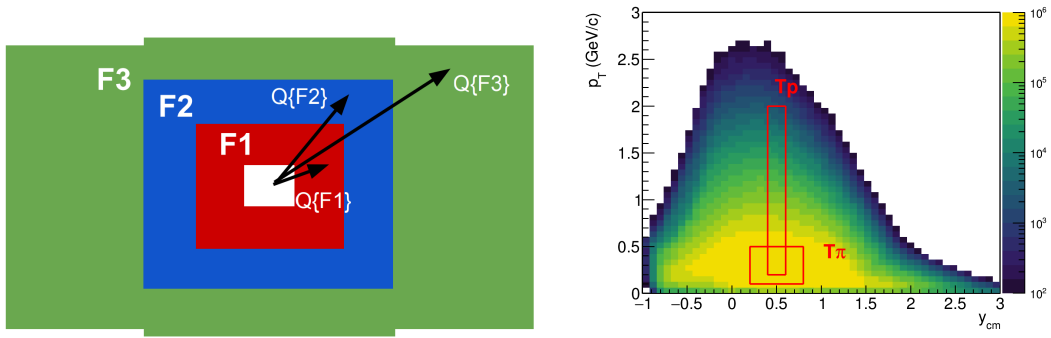 F3
F2
F1
Q{F2}
Q{F3}
Q{F1}
p_T (GeV/c)
3
2.5
2
1.5
1
0.5
0
Tp
Tπ
−1
−0.5
0
0.5
1
1.5
2
2.5
3
y_cm
10^6
10^5
10^4
10^3
10^2